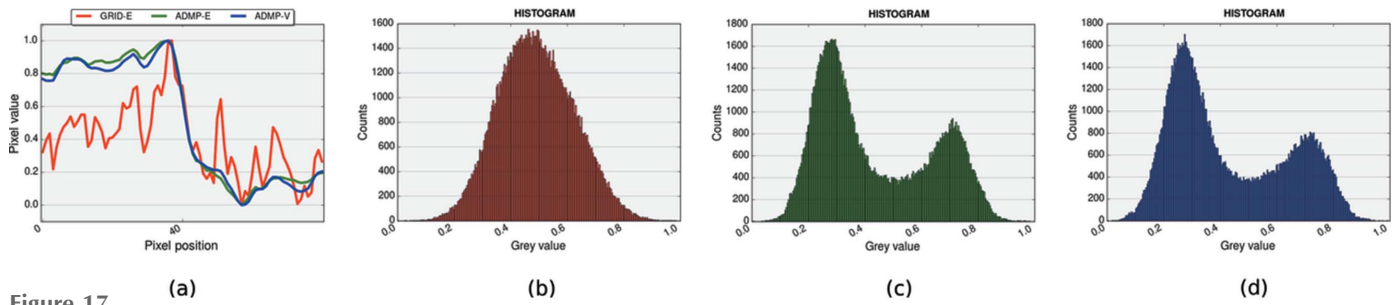 GRID-E ADMP-E ADMP-V
1.0
0.8
0.6
0.4
0.2
0.0
Pixel value
0
40
Pixel position
(a)
HISTOGRAM
1600
1400
1200
1000
800
600
400
200
0
Counts
0.0 0.2 0.4 0.6 0.8 1.0
Grey value
(b)
HISTOGRAM
1800
1600
1400
1200
1000
800
600
400
200
0
Counts
0.0 0.2 0.4 0.6 0.8 1.0
Grey value
(c)
HISTOGRAM
1800
1600
1400
1200
1000
800
600
400
200
0
Counts
0.0 0.2 0.4 0.6 0.8 1.0
Grey value
(d)
Figure 17